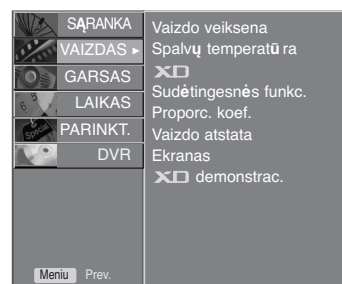 SĄRANKA
VAIZDAS ►
GARSAS
LAIKAS
PARINKT.
DVR
Vaizdo veiksena
Spalvų temperatūra
XD
Sudėtingesnės funkc.
Proporc. koef.
Vaizdo atstata
Ekranas
XD demonstrac.
Meniu Prev.